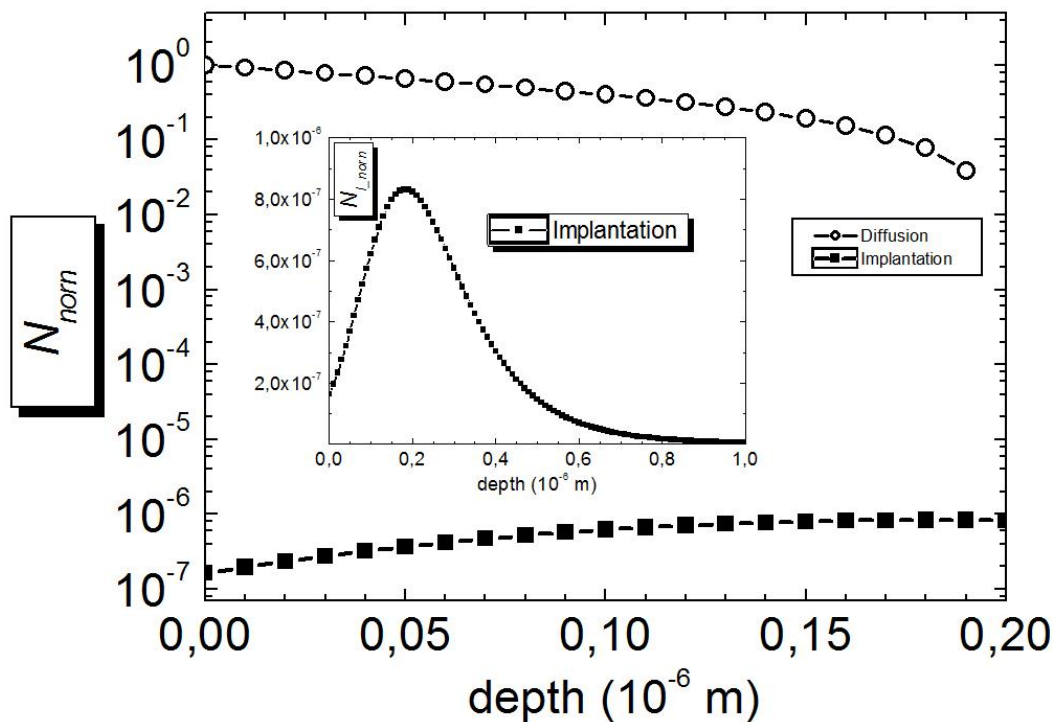 N_norn
10^0
10^-1
10^-2
10^-3
10^-4
10^-5
10^-6
10^-7
0,00 0,05 0,10 0,15 0,20
depth (10^-6 m)
Diffusion
Implantation
N_I_norn
1,0x10^-6
8,0x10^-7
6,0x10^-7
4,0x10^-7
2,0x10^-7
0,0 0,2 0,4 0,6 0,8 1,0
depth (10^-6 m)
Implantation